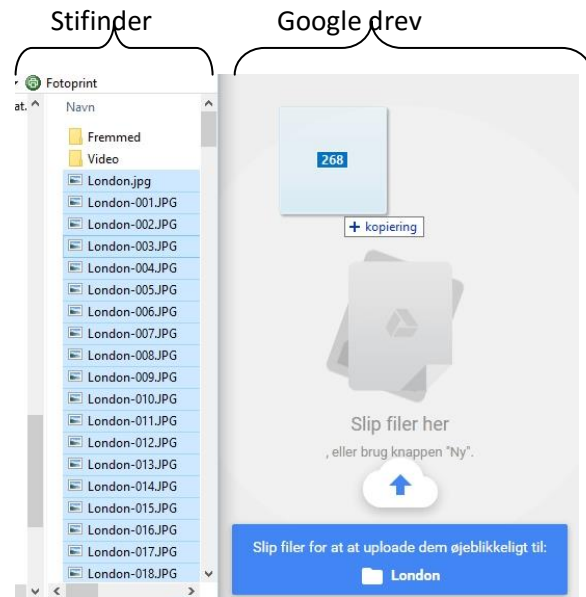 Stifinder
Google drev
Fotoprint
at.
Navn
Fremmed
Video
London.jpg
London-001.JPG
London-002.JPG
London-003.JPG
London-004.JPG
London-005.JPG
London-006.JPG
London-007.JPG
London-008.JPG
London-009.JPG
London-010.JPG
London-011.JPG
London-012.JPG
London-013.JPG
London-014.JPG
London-015.JPG
London-016.JPG
London-017.JPG
London-018.JPG
268
+ kopiering
Slip filer her
, eller brug knappen "Ny".
Slip filer for at at uploade dem øjeblikkeligt til:
London